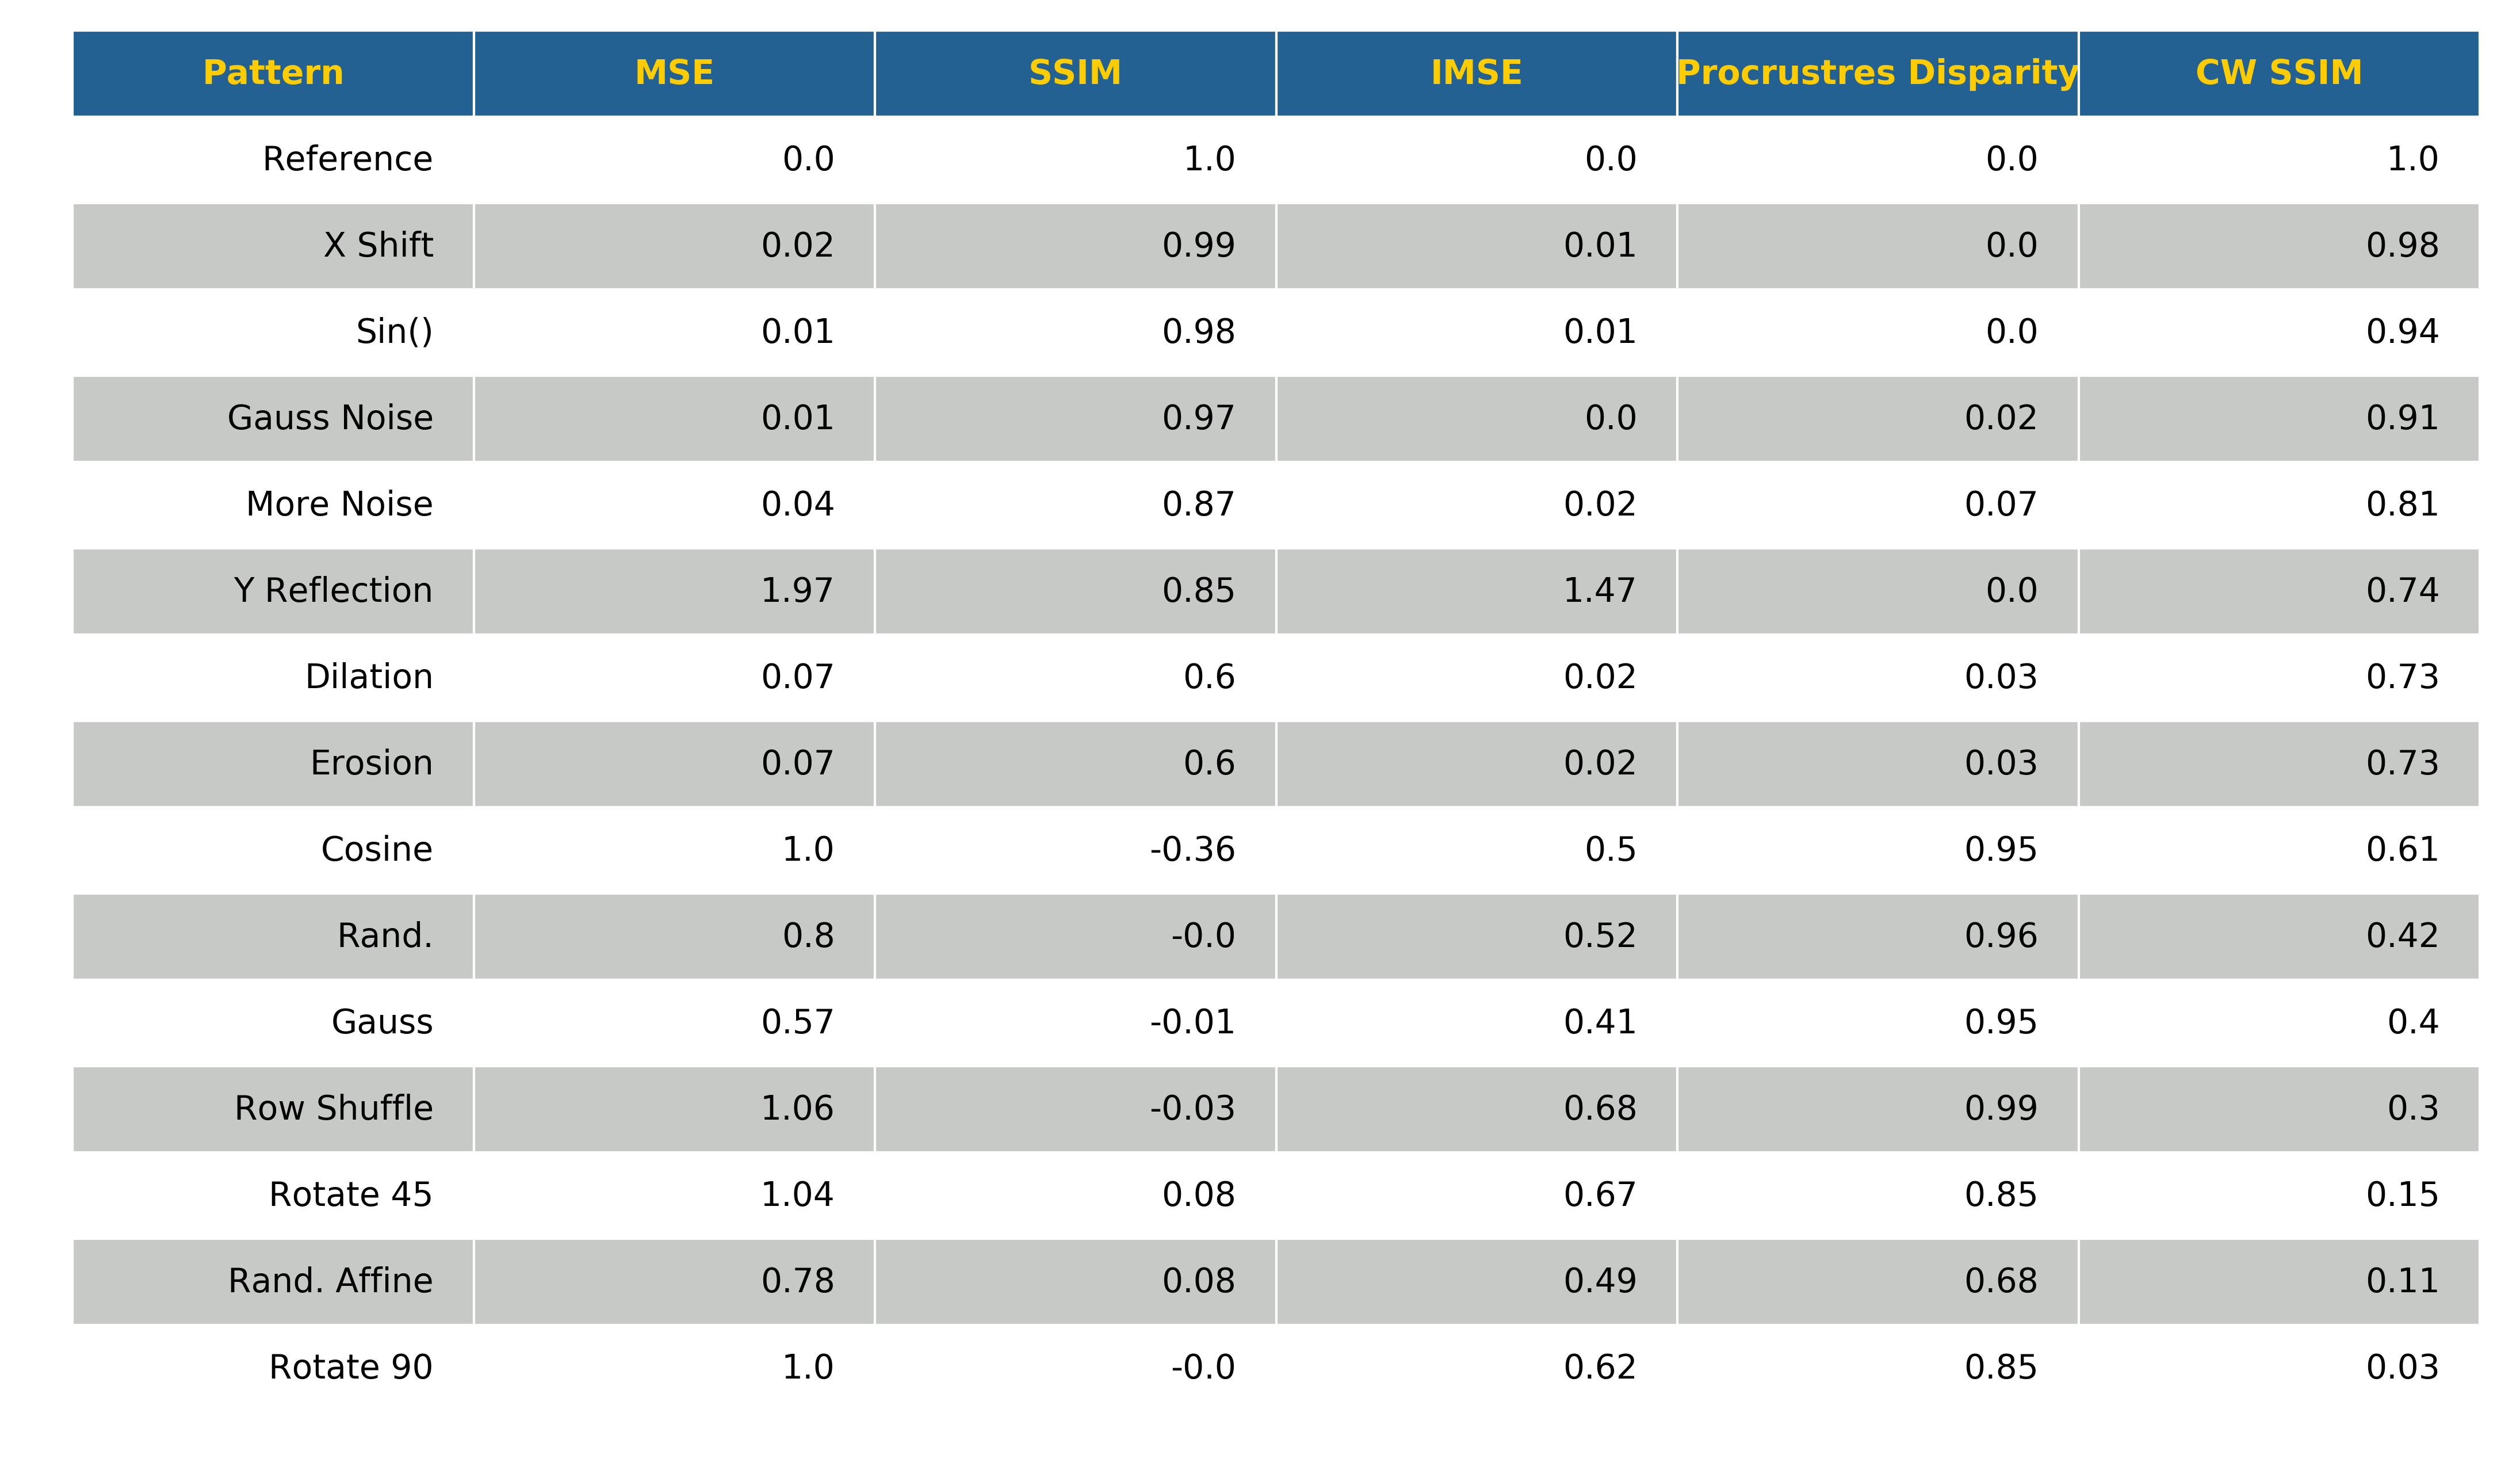 Pattern MSE SSIM IMSE Procrustres Disparity CW SSIM
Reference 0.0 1.0 0.0 0.0 1.0
X Shift 0.02 0.99 0.01 0.0 0.98
Sin() 0.01 0.98 0.01 0.0 0.94
Gauss Noise 0.01 0.97 0.0 0.02 0.91
More Noise 0.04 0.87 0.02 0.07 0.81
Y Reflection 1.97 0.85 1.47 0.0 0.74
Dilation 0.07 0.6 0.02 0.03 0.73
Erosion 0.07 0.6 0.02 0.03 0.73
Cosine 1.0 -0.36 0.5 0.95 0.61
Rand. 0.8 -0.0 0.52 0.96 0.42
Gauss 0.57 -0.01 0.41 0.95 0.4
Row Shuffle 1.06 -0.03 0.68 0.99 0.3
Rotate 45 1.04 0.08 0.67 0.85 0.15
Rand. Affine 0.78 0.08 0.49 0.68 0.11
Rotate 90 1.0 -0.0 0.62 0.85 0.03